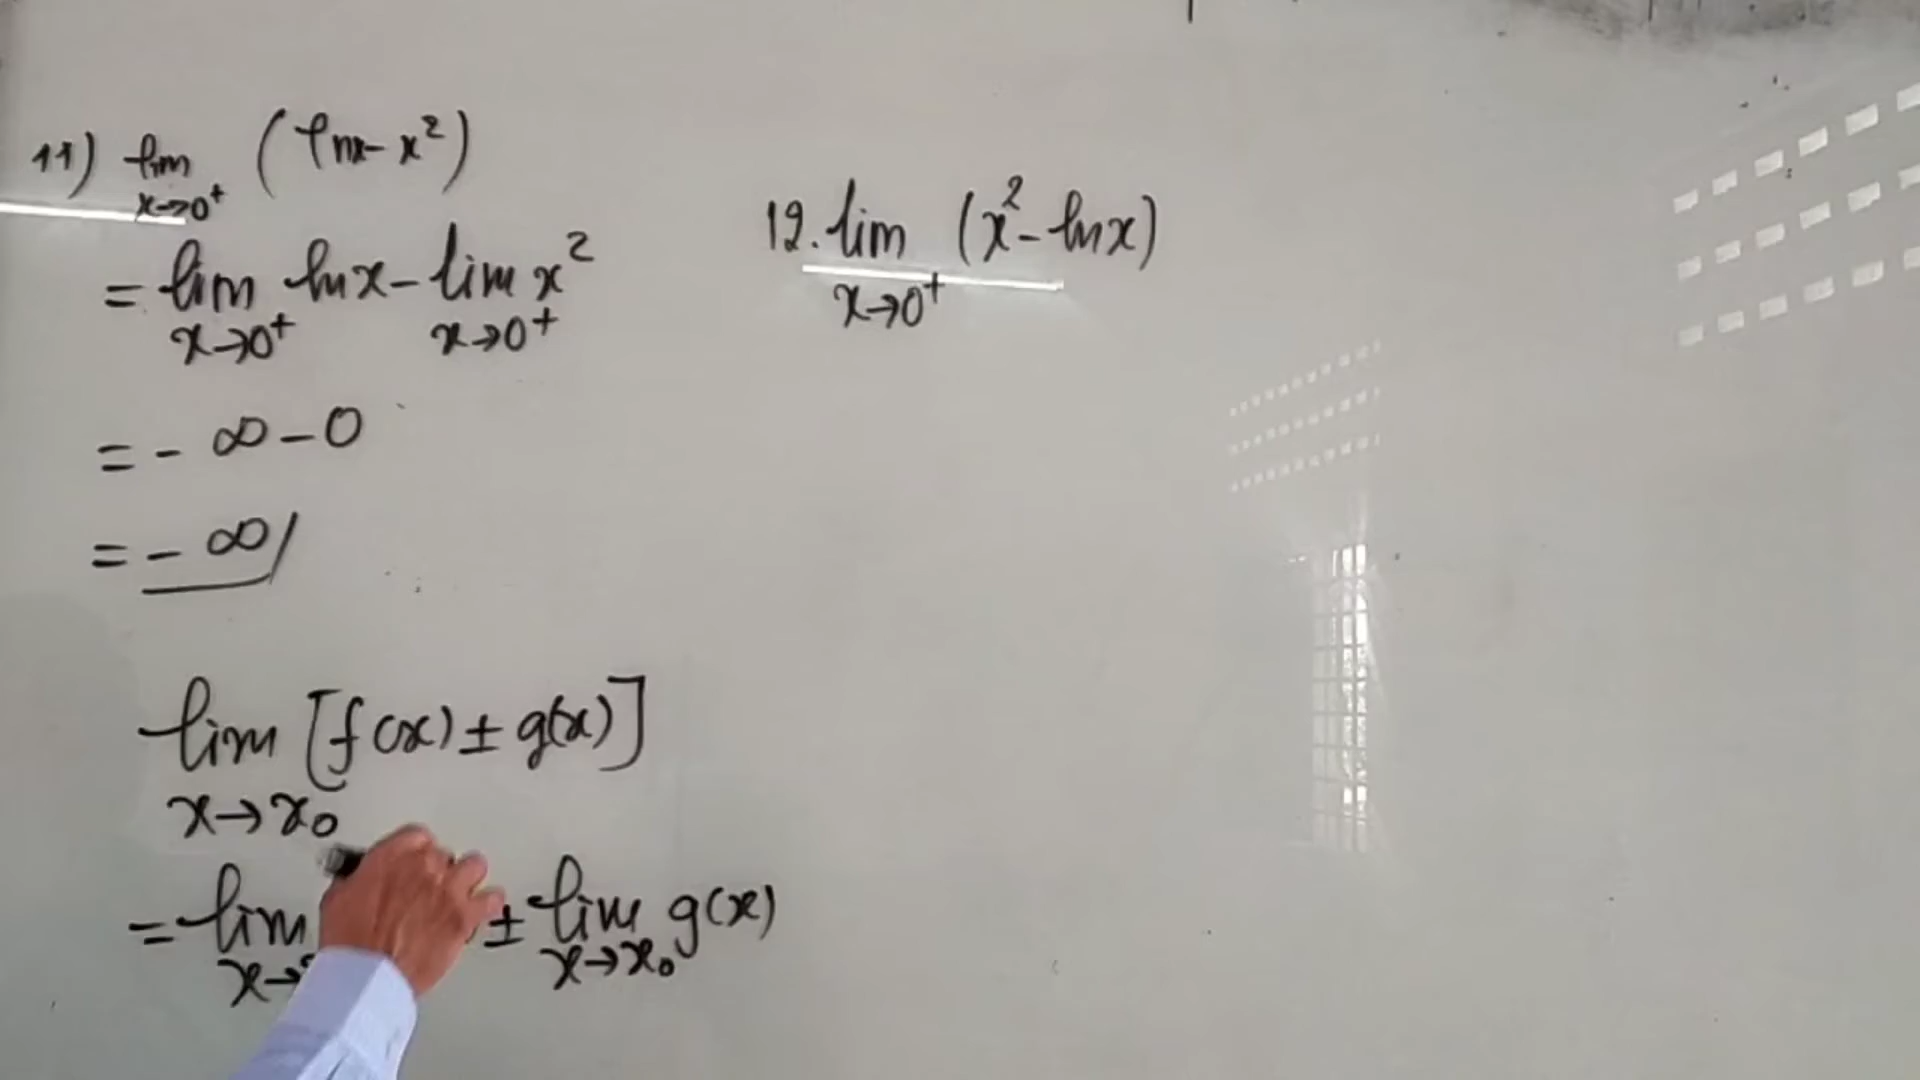 11) lim (lnx - x²)
x→0⁺
= lim lnx - lim x²
x→0⁺ x→0⁺
= - ∞ - 0
= - ∞/
lim [f(x) ± g(x)]
x→x₀
= lim ± lim g(x)
x→ x→x₀
12. lim (x² - lnx)
x→0⁺